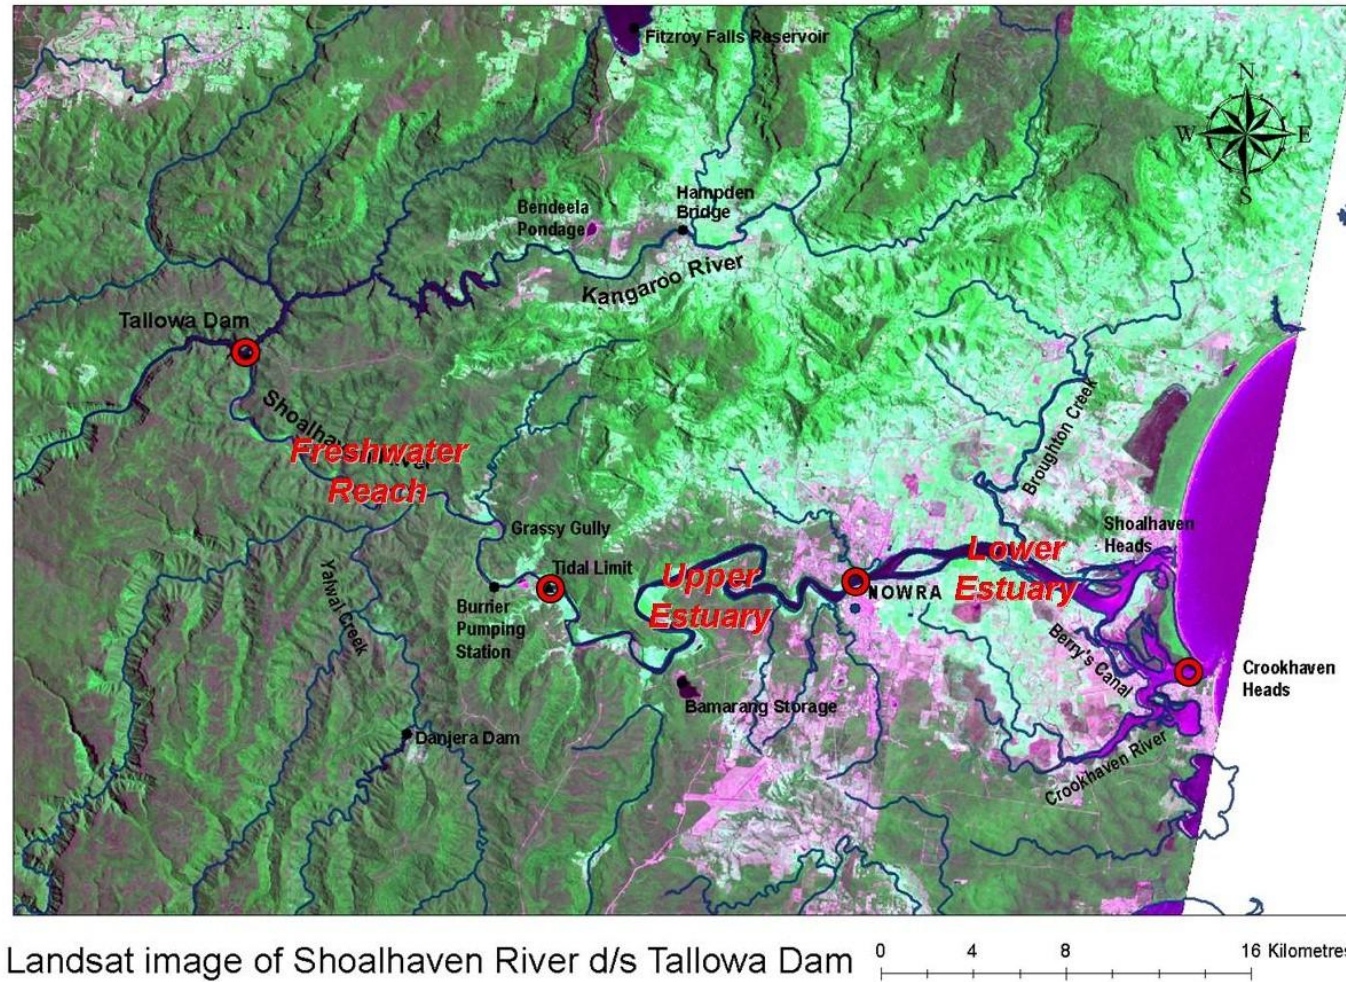 Fitzroy Falls Reservoir
N
W
E
S
Hampden
Bridge
Bendeela
Pondage
Kangaroo River
Tallowa Dam
Shoalhaven River
Freshwater
Reach
Broughton Creek
Grassy Gully
Shoalhaven
Heads
Tidal Limit
Lower
Estuary
Upper
Estuary
NOWRA
Yalwal Creek
Burrier
Pumping
Station
Berry's Canal
Crookhaven
Heads
Bamarang Storage
Danjera Dam
Crookhaven River
Landsat image of Shoalhaven River d/s Tallowa Dam
0 4 8 16 Kilometres